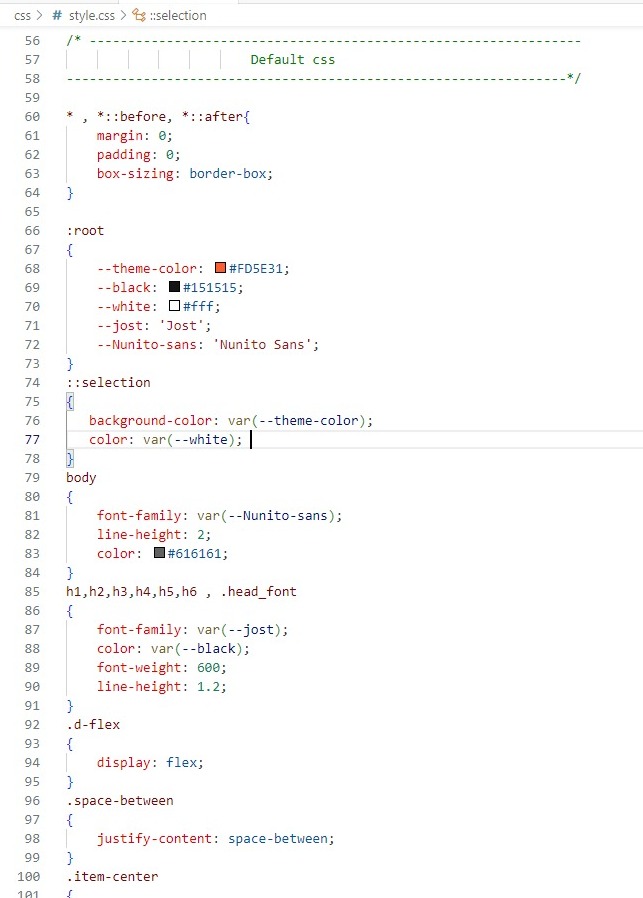 css > # style.css > ::selection
56 /* ----------------------------------------------------------------
57 Default css
58 -----------------------------------------------------------------*/
59
60 * , *::before, *::after{
61 margin: 0;
62 padding: 0;
63 box-sizing: border-box;
64 }
65
66 :root
67 {
68 --theme-color: #FD5E31;
69 --black: #151515;
70 --white: #fff;
71 --jost: 'Jost';
72 --Nunito-sans: 'Nunito Sans';
73 }
74 ::selection
75 {
76 background-color: var(--theme-color);
77 color: var(--white);
78 }
79 body
80 {
81 font-family: var(--Nunito-sans);
82 line-height: 2;
83 color: #616161;
84 }
85 h1,h2,h3,h4,h5,h6 , .head_font
86 {
87 font-family: var(--jost);
88 color: var(--black);
89 font-weight: 600;
90 line-height: 1.2;
91 }
92 .d-flex
93 {
94 display: flex;
95 }
96 .space-between
97 {
98 justify-content: space-between;
99 }
100 .item-center
101 {